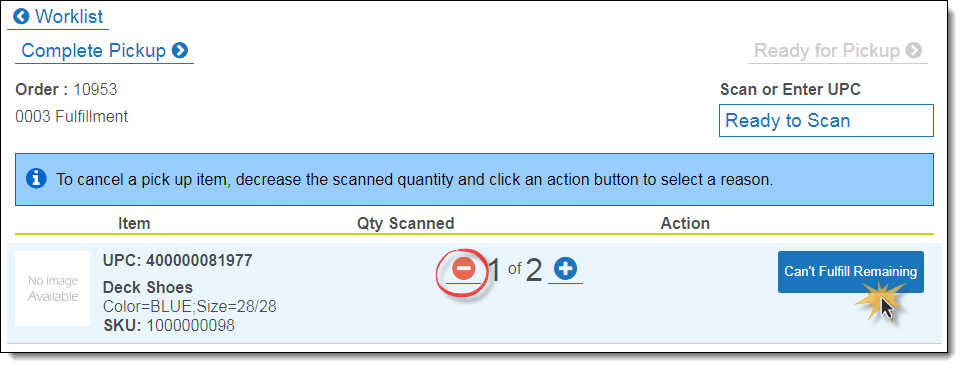 Worklist
Complete Pickup
Ready for Pickup
Order : 10953
Scan or Enter UPC
0003 Fulfillment
Ready to Scan
To cancel a pick up item, decrease the scanned quantity and click an action button to select a reason.
Item Qty Scanned Action
No Image
Available
UPC: 400000081977
Deck Shoes
Color=BLUE;Size=28/28
SKU: 1000000098
1 of 2
Can't Fulfill Remaining